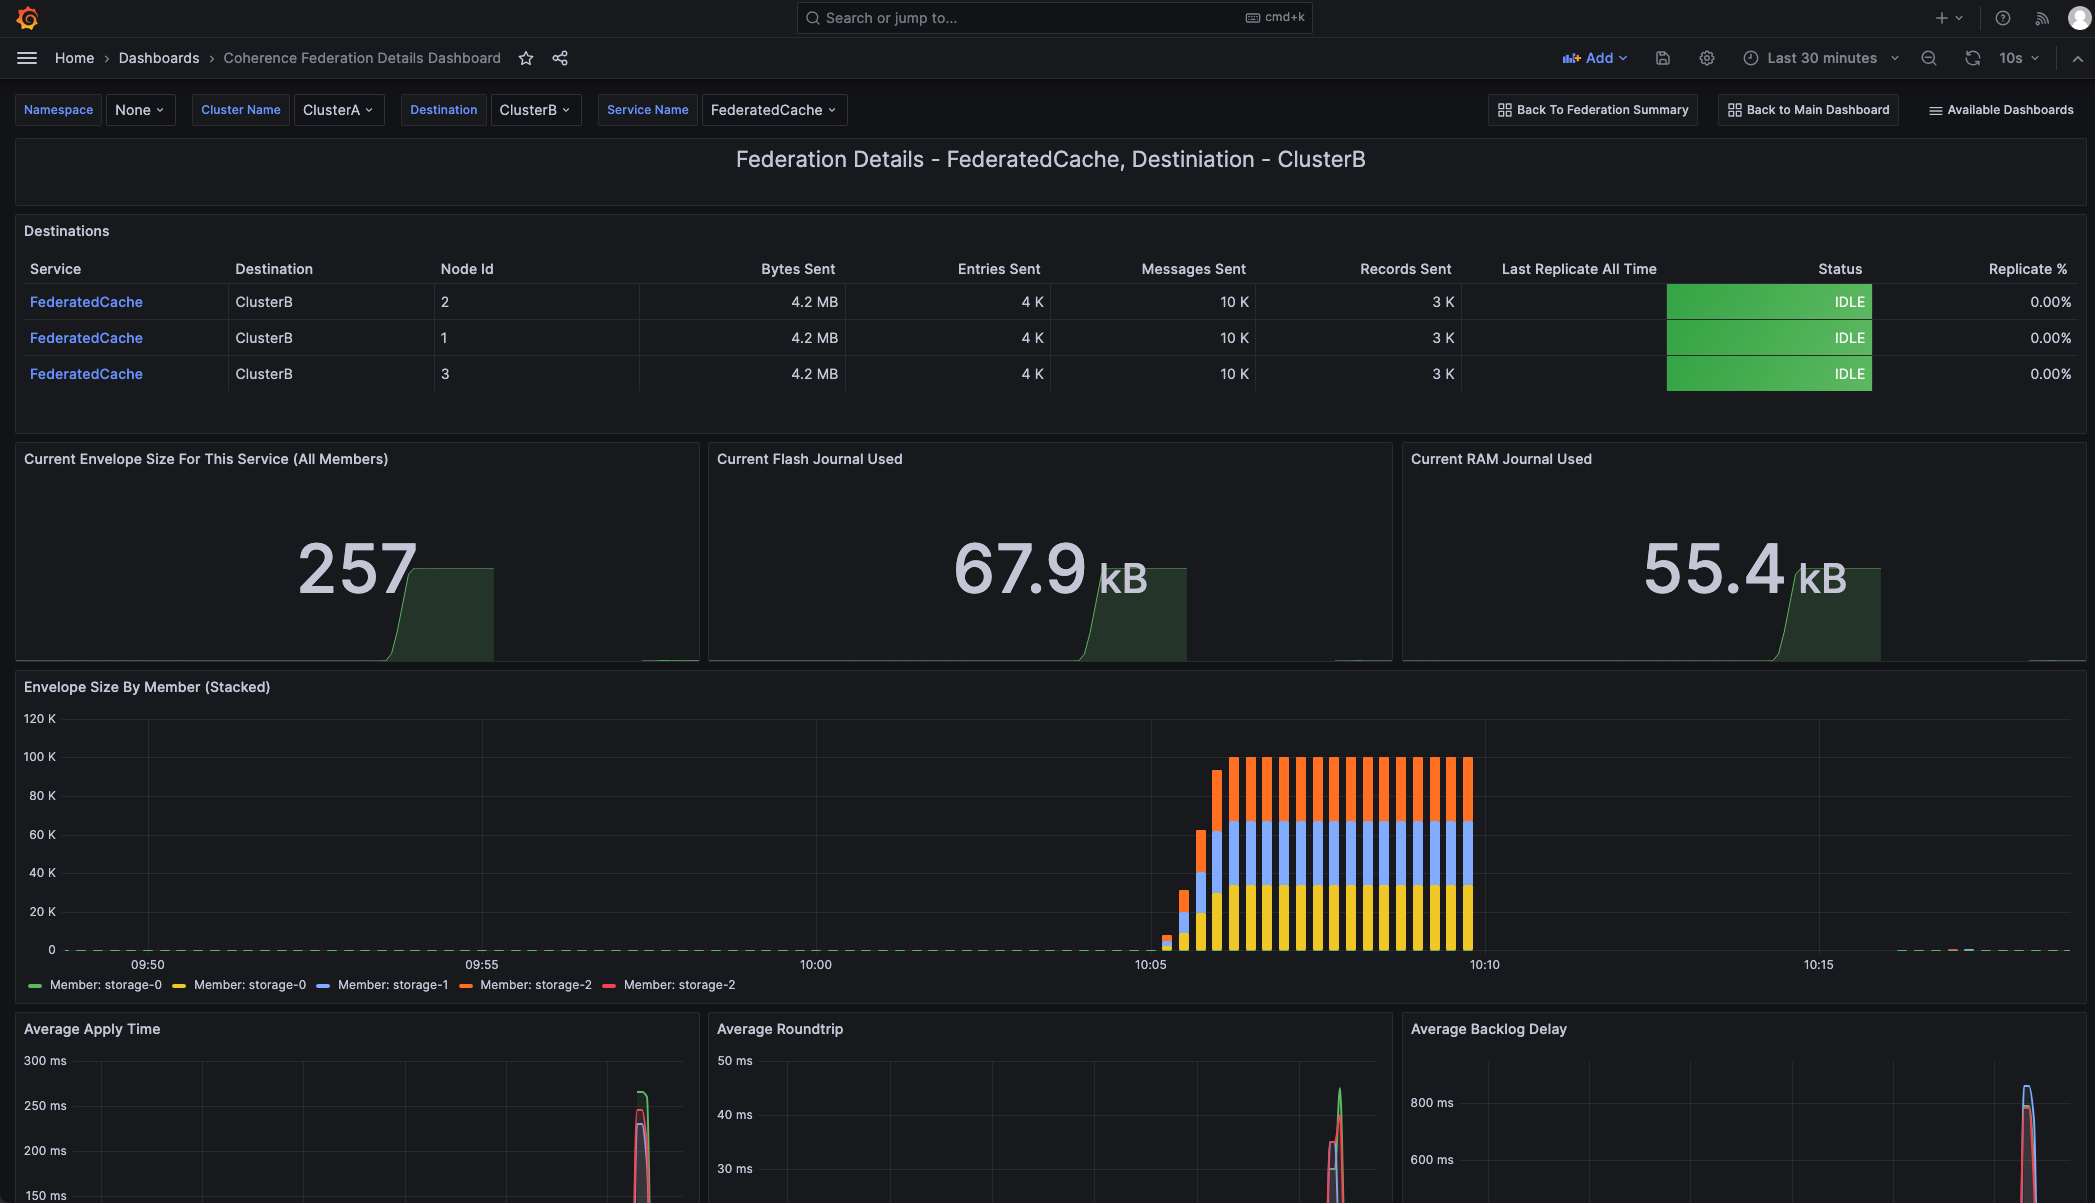 Search or jump to... cmd+k
Home › Dashboards › Coherence Federation Details Dashboard Add Last 30 minutes 10s
Namespace None Cluster Name ClusterA Destination ClusterB Service Name FederatedCache Back To Federation Summary Back to Main Dashboard Available Dashboards
Federation Details - FederatedCache, Destiniation - ClusterB
Destinations
Service Destination Node Id Bytes Sent Entries Sent Messages Sent Records Sent Last Replicate All Time Status Replicate %
FederatedCache ClusterB 2 4.2 MB 4 K 10 K 3 K IDLE 0.00%
FederatedCache ClusterB 1 4.2 MB 4 K 10 K 3 K IDLE 0.00%
FederatedCache ClusterB 3 4.2 MB 4 K 10 K 3 K IDLE 0.00%
Current Envelope Size For This Service (All Members)
257
Current Flash Journal Used
67.9 kB
Current RAM Journal Used
55.4 kB
Envelope Size By Member (Stacked)
120 K
100 K
80 K
60 K
40 K
20 K
0
09:50 09:55 10:00 10:05 10:10 10:15
Member: storage-0 Member: storage-0 Member: storage-1 Member: storage-2 Member: storage-2
Average Apply Time
300 ms
250 ms
200 ms
150 ms
Average Roundtrip
50 ms
40 ms
30 ms
Average Backlog Delay
800 ms
600 ms